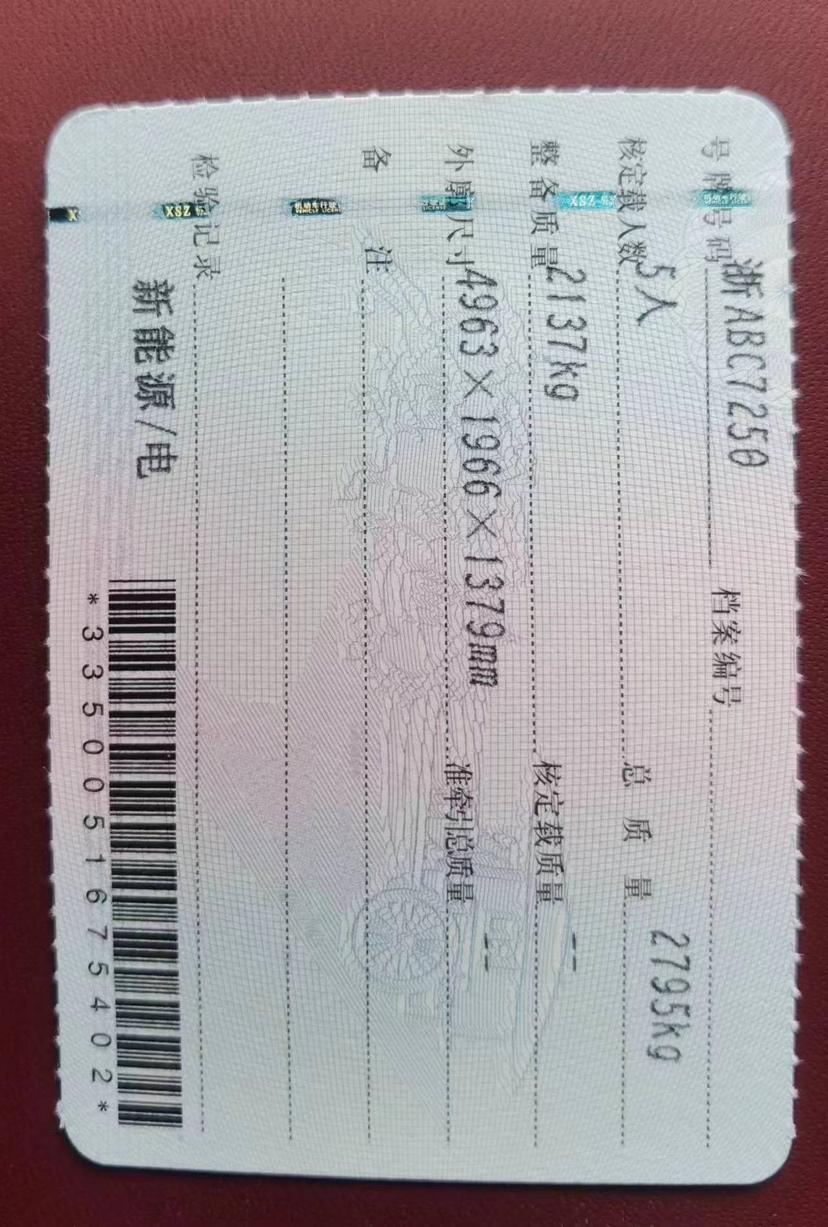 号牌号码 浙ABC7250 档案编号
核定载人数 5人 总质量 2795kg
整备质量 2137kg 核定载质量 --
外廓尺寸 4963×1966×1379mm 准牵引总质量 --
备注
检验记录
新能源/电
*3350051675402*